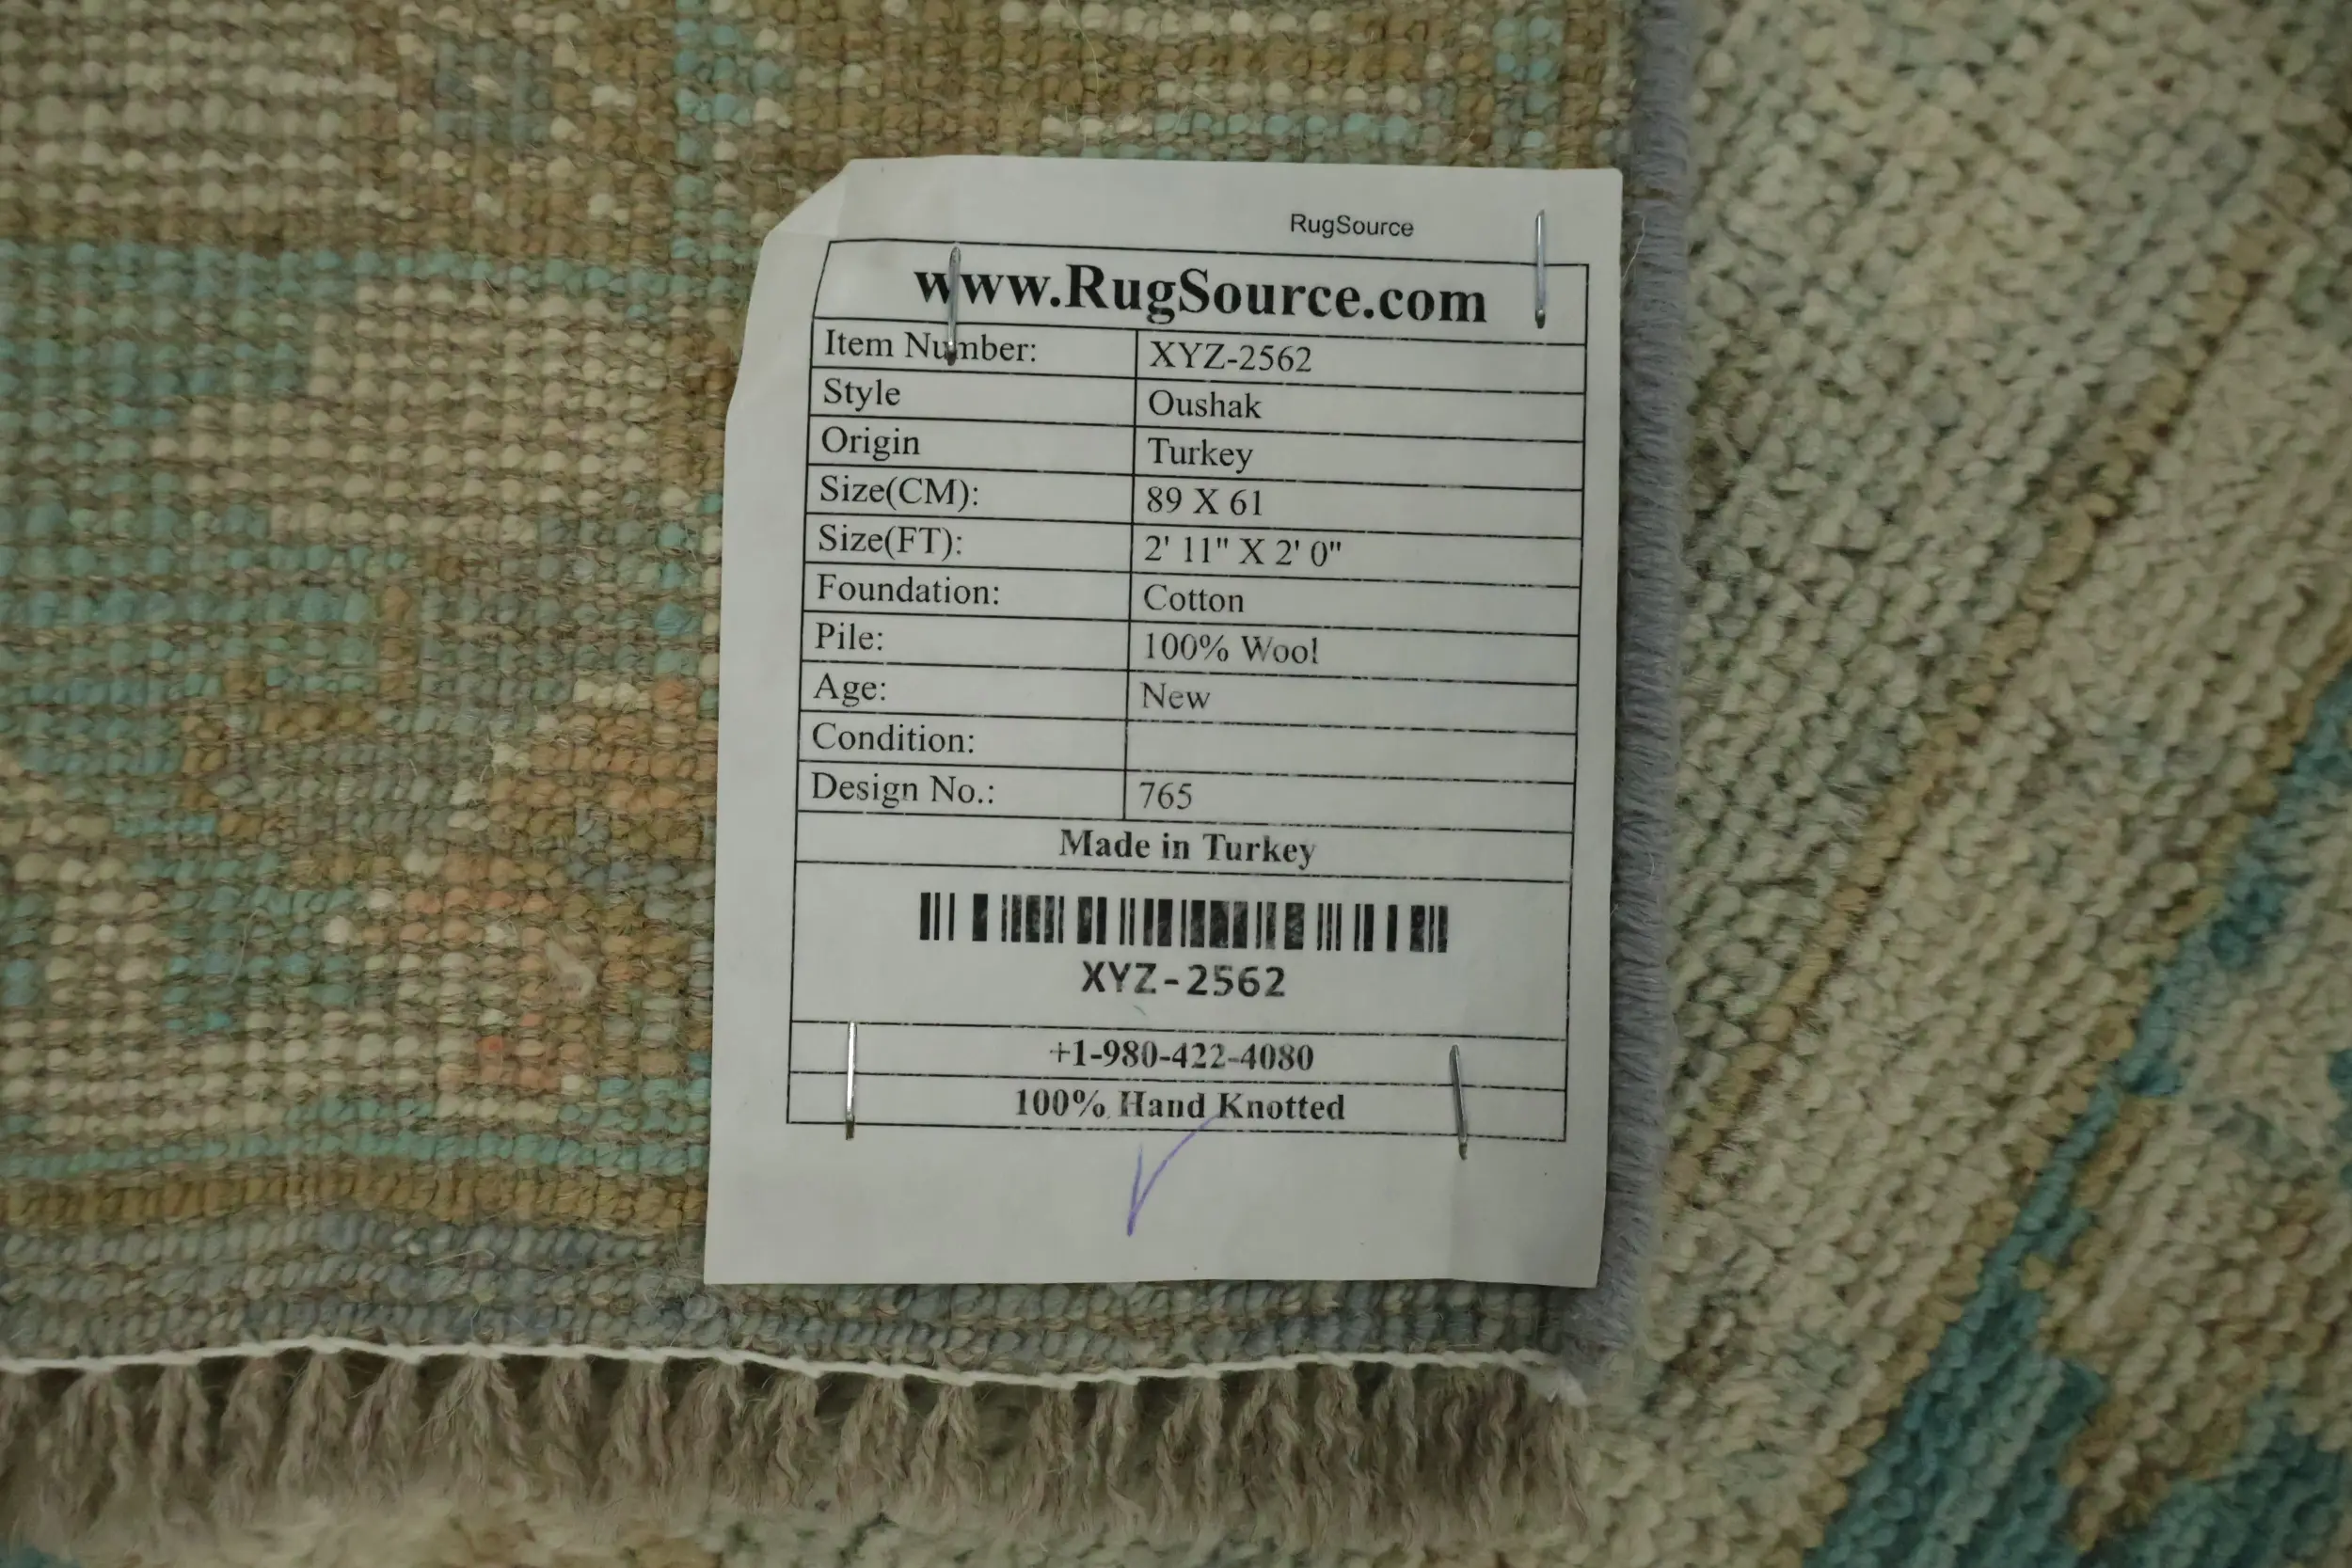 RugSource
www.RugSource.com
Item Number: XYZ-2562
Style Oushak
Origin Turkey
Size(CM): 89 X 61
Size(FT): 2' 11" X 2' 0"
Foundation: Cotton
Pile: 100% Wool
Age: New
Condition:
Design No.: 765
Made in Turkey
XYZ-2562
+1-980-422-4080
100% Hand Knotted